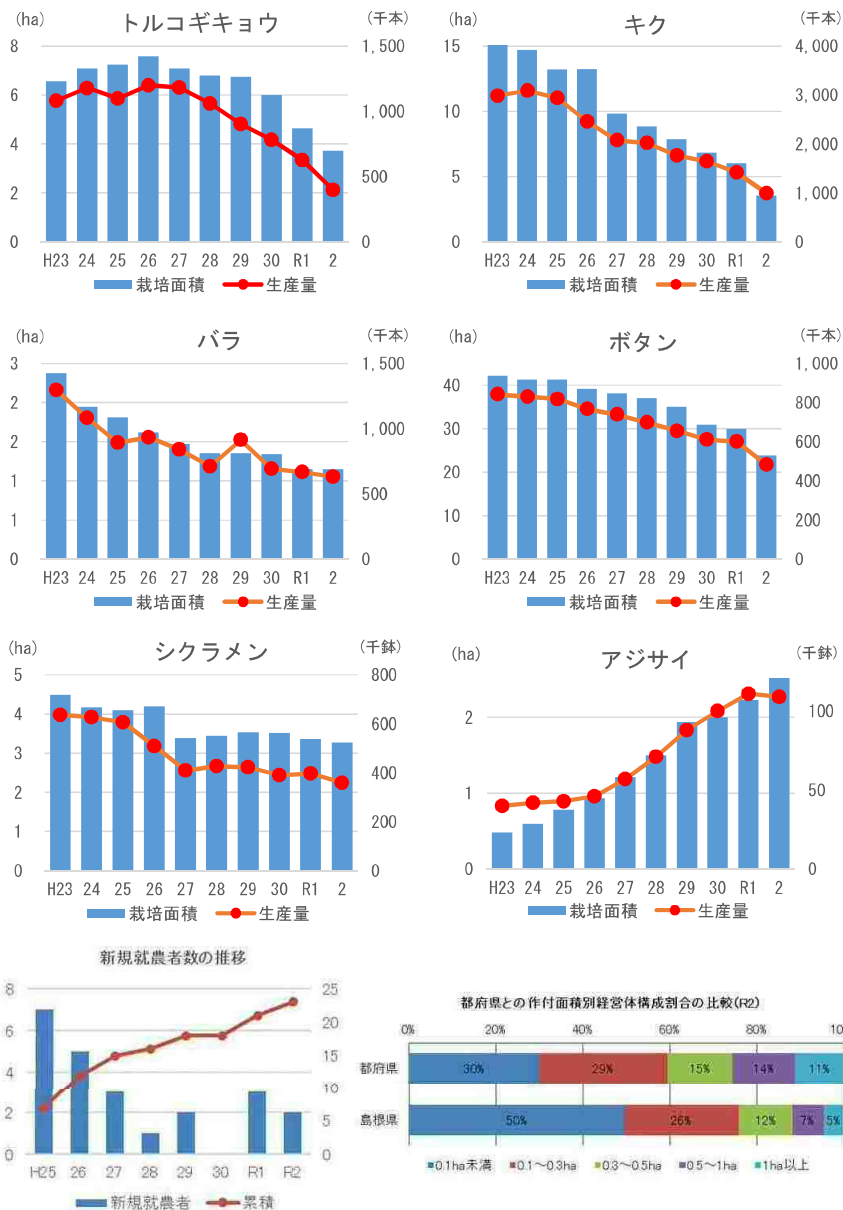 トルコギキョウ
(ha) (千本)
8 1,500
6 1,000
4
2 500
0 0
H23 24 25 26 27 28 29 30 R1 2
栽培面積 生産量
キク
(ha) (千本)
15 4,000
3,000
10
2,000
5
1,000
0 0
H23 24 25 26 27 28 29 30 R1 2
栽培面積 生産量
バラ
(ha) (千本)
3 1,500
2
2 1,000
1 500
1
0 0
H23 24 25 26 27 28 29 30 R1 2
栽培面積 生産量
ボタン
(ha) (千本)
1,000
40
800
30 600
20 400
10 200
0 0
H23 24 25 26 27 28 29 30 R1 2
栽培面積 生産量
シクラメン
(ha) (千鉢)
5 800
4 600
3
400
2
1 200
0 0
H23 24 25 26 27 28 29 30 R1 2
栽培面積 生産量
アジサイ
(ha) (千鉢)
2 100
1 50
0 0
H23 24 25 26 27 28 29 30 R1 2
栽培面積 生産量
新規就農者数の推移
8 25
6 20
15
4
10
2 5
0 0
H25 26 27 28 29 30 R1 R2
新規就農者 累積
都府県との作付面積別経営体構成割合の比較(R2)
0% 20% 40% 60% 80%
都府県 30% 29% 15% 14% 11%
島根県 50% 26% 12% 7% 5%
0.1ha未満 0.1～0.3ha 0.3～0.5ha 0.5～1ha 1ha以上